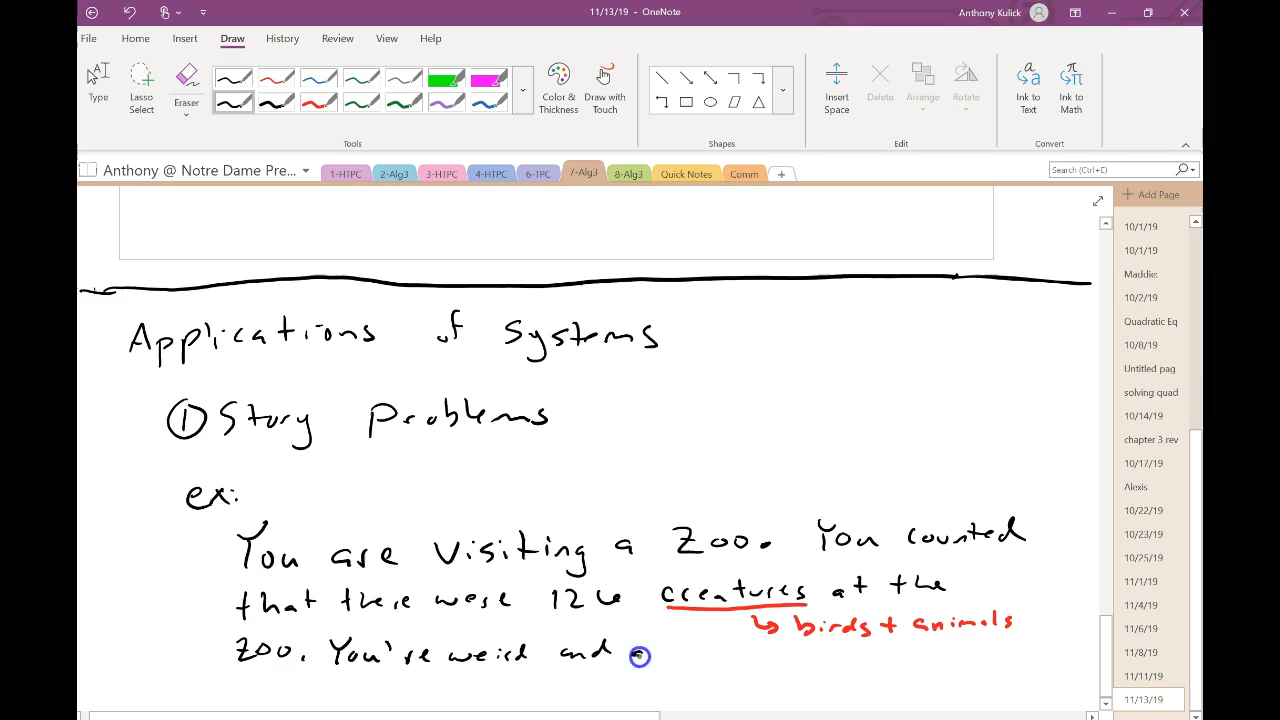 11/13/19 - OneNote
Anthony Kulick
File Home Insert Draw History Review View Help
Type
Lasso Select
Eraser
Color & Thickness
Draw with Touch
Insert Space
Delete
Arrange
Rotate
Ink to Text
Ink to Math
Tools
Shapes
Edit
Convert
Anthony @ Notre Dame Pre...
1-HTPC 2-Alg3 3-HTPC 4-HTPC 6-TPC 7-Alg3 8-Alg3 Quick Notes Comm +
Search (Ctrl+E)
Add Page
10/1/19
10/1/19
Maddie:
10/2/19
Quadratic Eq
10/8/19
Untitled pag
solving quad
10/14/19
chapter 3 rev
10/17/19
Alexis
10/22/19
10/23/19
10/25/19
11/1/19
11/4/19
11/6/19
11/8/19
11/11/19
11/13/19
Applications of Systems
① Story Problems
ex:
You are visiting a Zoo. You counted
that there were 126 creatures at the
↳ birds + animals
Zoo. You're weird and